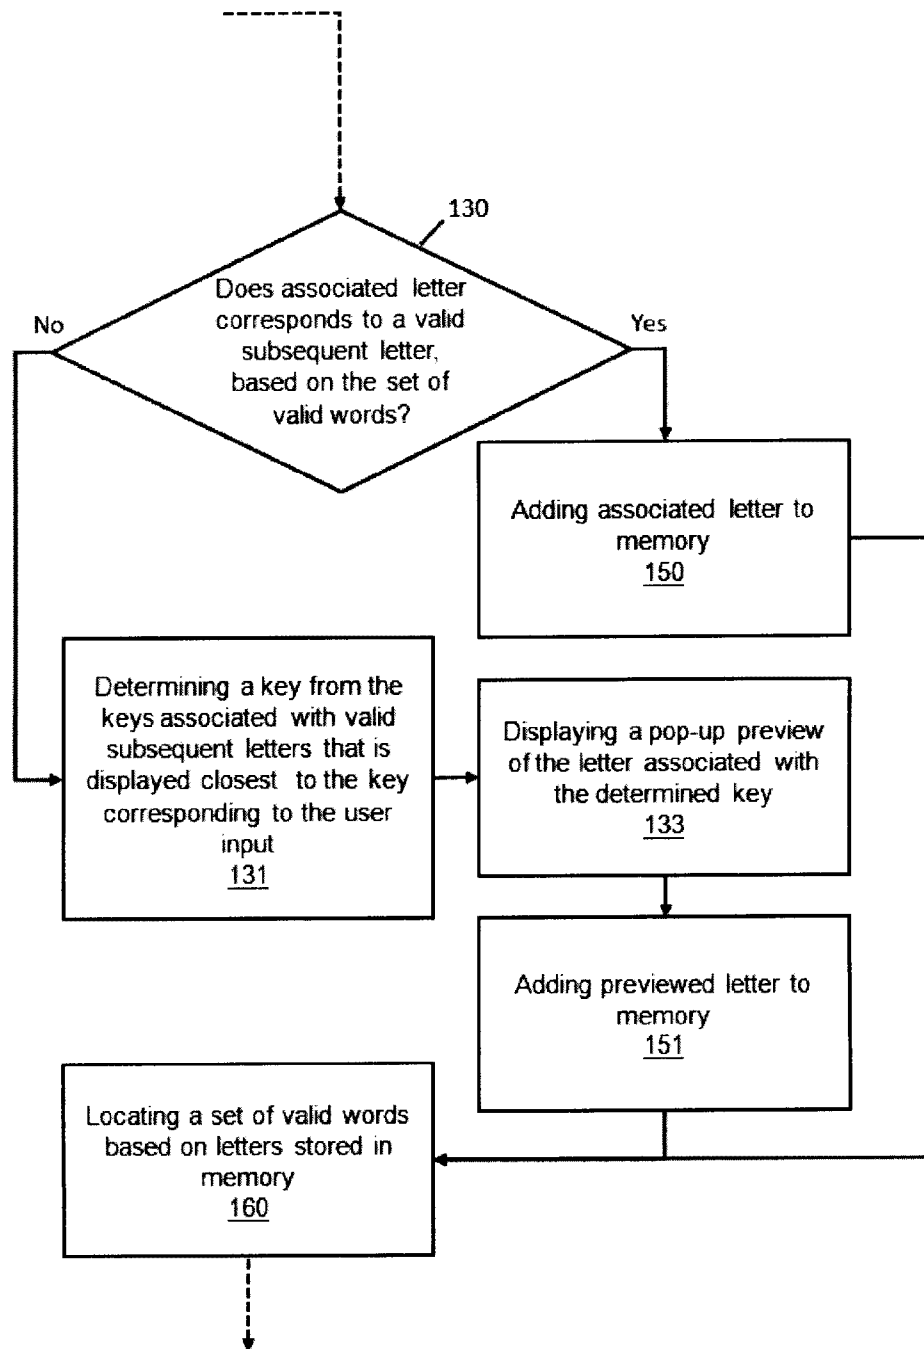 130
Does associated letter
corresponds to a valid
subsequent letter,
based on the set of
valid words?
No
Yes
Adding associated letter to
memory
150
Determining a key from the
keys associated with valid
subsequent letters that is
displayed closest to the key
corresponding to the user
input
131
Displaying a pop-up preview
of the letter associated with
the determined key
133
Adding previewed letter to
memory
151
Locating a set of valid words
based on letters stored in
memory
160